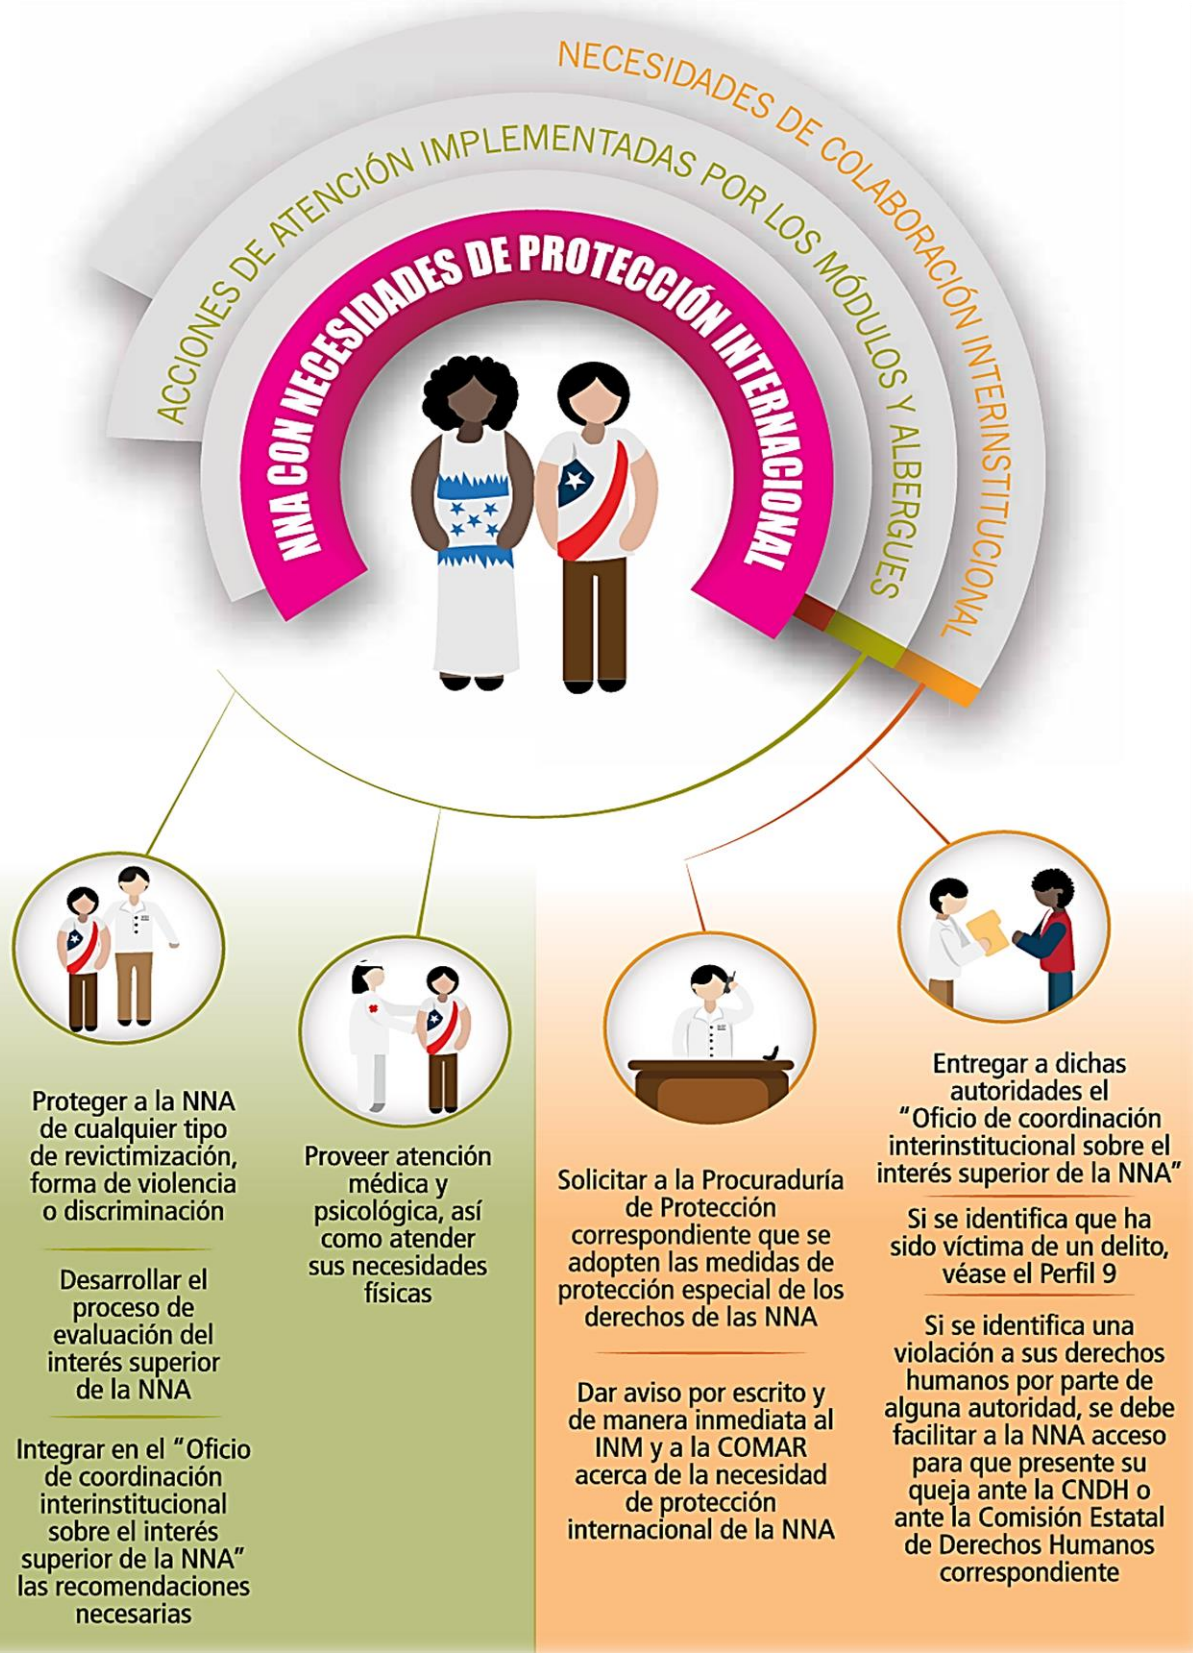 NECESIDADES DE COLABORACIÓN INTERINSTITUCIONAL
ACCIONES DE ATENCIÓN IMPLEMENTADAS POR LOS MÓDULOS Y ALBERGUES
NNA CON NECESIDADES DE PROTECCIÓN INTERNACIONAL
Proteger a la NNA
de cualquier tipo
de revictimización,
forma de violencia
o discriminación
Desarrollar el
proceso de
evaluación del
interés superior
de la NNA
Integrar en el “Oficio
de coordinación
interinstitucional
sobre el interés
superior de la NNA”
las recomendaciones
necesarias
Proveer atención
médica y
psicológica, así
como atender
sus necesidades
físicas
Solicitar a la Procuraduría
de Protección
correspondiente que se
adopten las medidas de
protección especial de los
derechos de las NNA
Dar aviso por escrito y
de manera inmediata al
INM y a la COMAR
acerca de la necesidad
de protección
internacional de la NNA
Entregar a dichas
autoridades el
“Oficio de coordinación
interinstitucional sobre el
interés superior de la NNA”
Si se identifica que ha
sido víctima de un delito,
véase el Perfil 9
Si se identifica una
violación a sus derechos
humanos por parte de
alguna autoridad, se debe
facilitar a la NNA acceso
para que presente su
queja ante la CNDH o
ante la Comisión Estatal
de Derechos Humanos
correspondiente